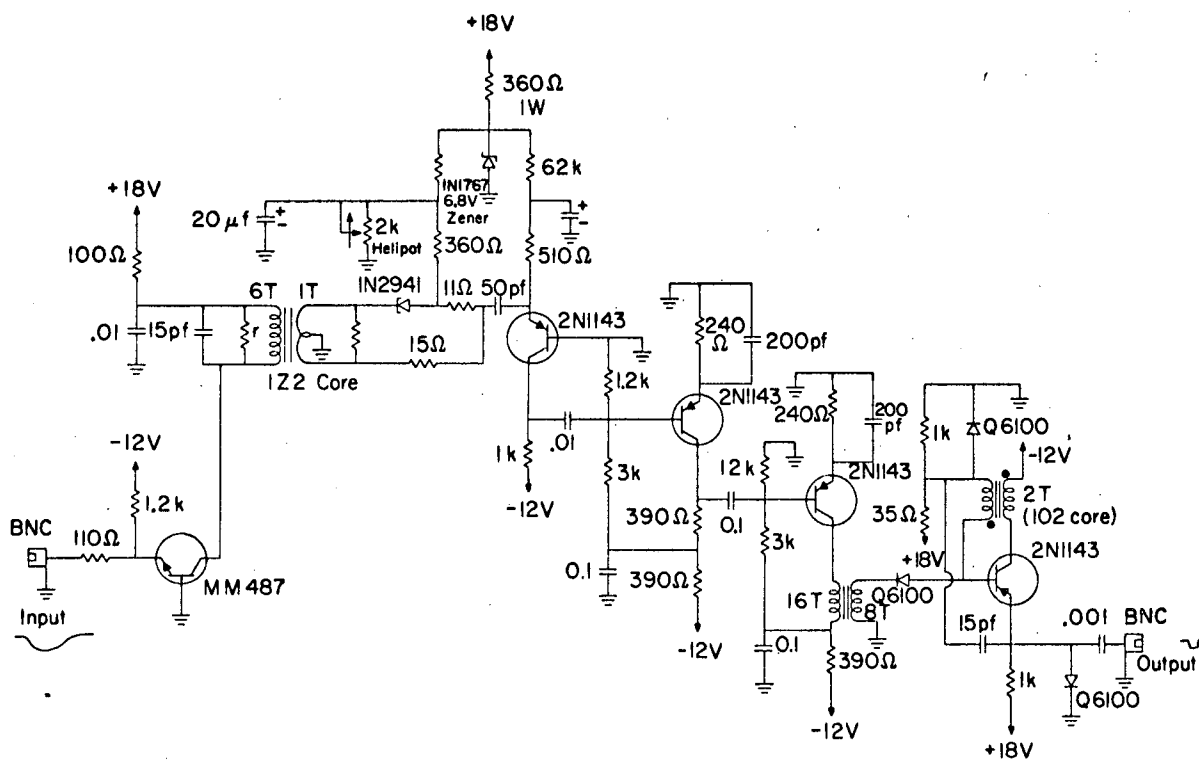 +18V
360Ω
1W
62k
1N1767
6.8V
Zener
+18V
20μf
+
-
2k
Helipot
360Ω
510Ω
+
-
100Ω
6T
1T
1N2941
11Ω
50pf
.01
15pf
r
15Ω
1Z2 Core
2N1143
240
Ω
200pf
1.2k
2N1143
240Ω
200
pf
1k
.01
3k
-12V
12k
2N1143
1k
Q6100
-12V
2T
(102 core)
-12V
1.2k
BNC
110Ω
MM487
Input
390Ω
0.1
3k
35Ω
+18V
2N1143
0.1
390Ω
16T
8T
Q6100
-12V
0.1
390Ω
15pf
.001
BNC
Output
1k
Q6100
-12V
+18V